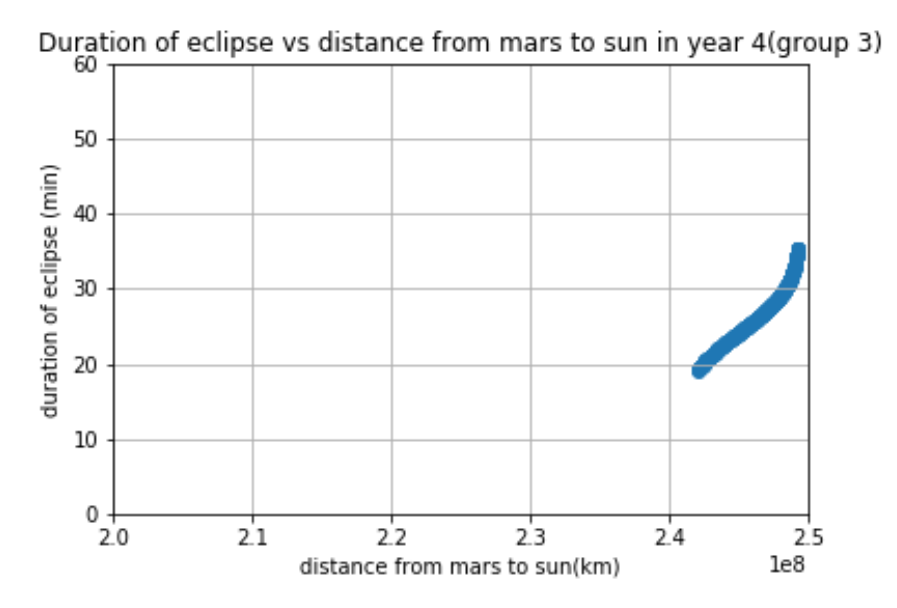 Duration of eclipse vs distance from mars to sun in year 4(group 3)
60
50
40
30
20
10
0
duration of eclipse (min)
2.0 2.1 2.2 2.3 2.4 2.5
1e8
distance from mars to sun(km)